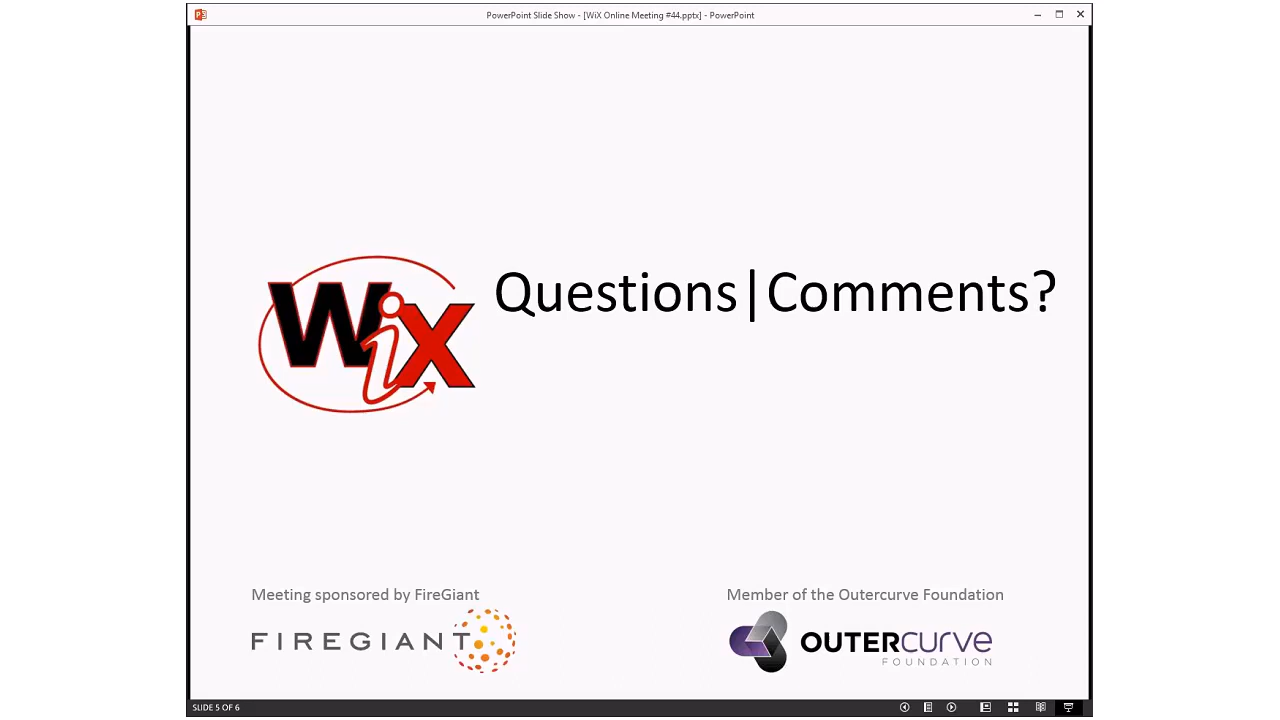 PowerPoint Slide Show - [WiX Online Meeting #44.pptx] - PowerPoint
WiX
Questions|Comments?
Meeting sponsored by FireGiant
FIREGIANT
Member of the Outercurve Foundation
OUTERCURVE
FOUNDATION
SLIDE 5 OF 6